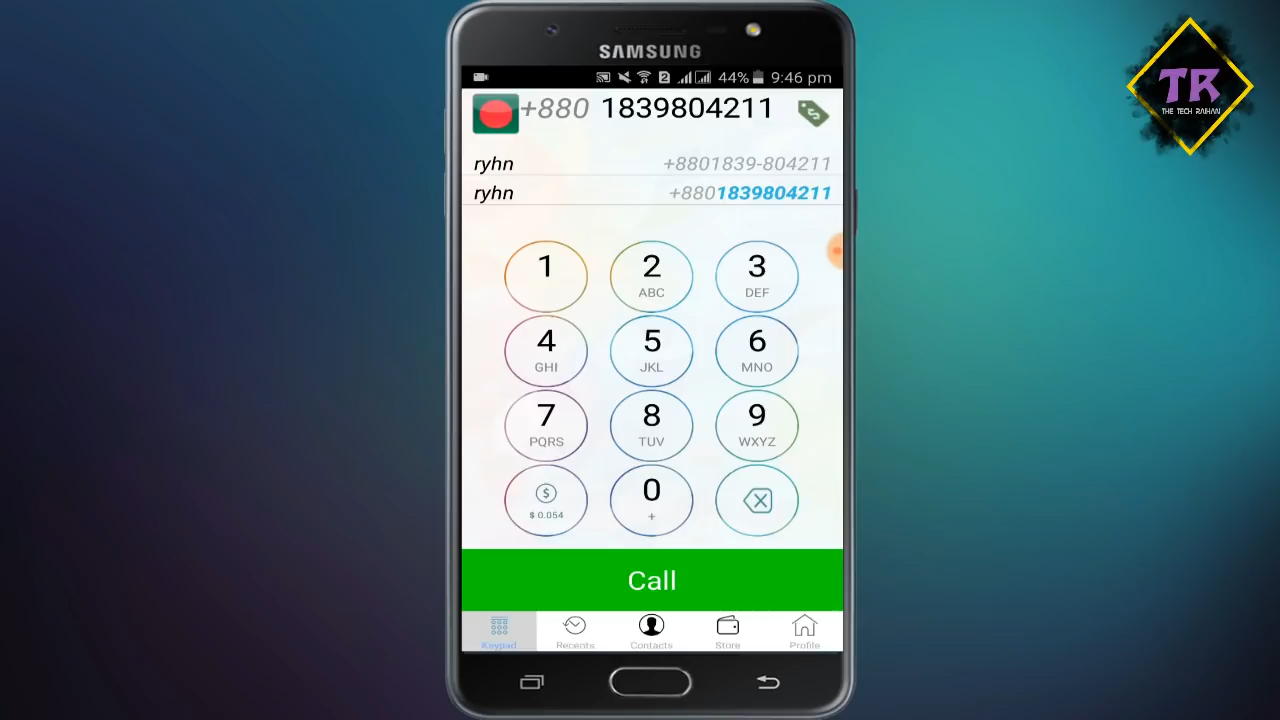 SAMSUNG
2 44% 9:46 pm
+880 1839804211
TR
THE TECH RAIHAN
ryhn +8801839-804211
ryhn +8801839804211
1 2 3
ABC DEF
4 5 6
GHI JKL MNO
7 8 9
PQRS TUV WXYZ
$ 0
$ 0.054 +
Call
Keypad Recents Contacts Store Profile